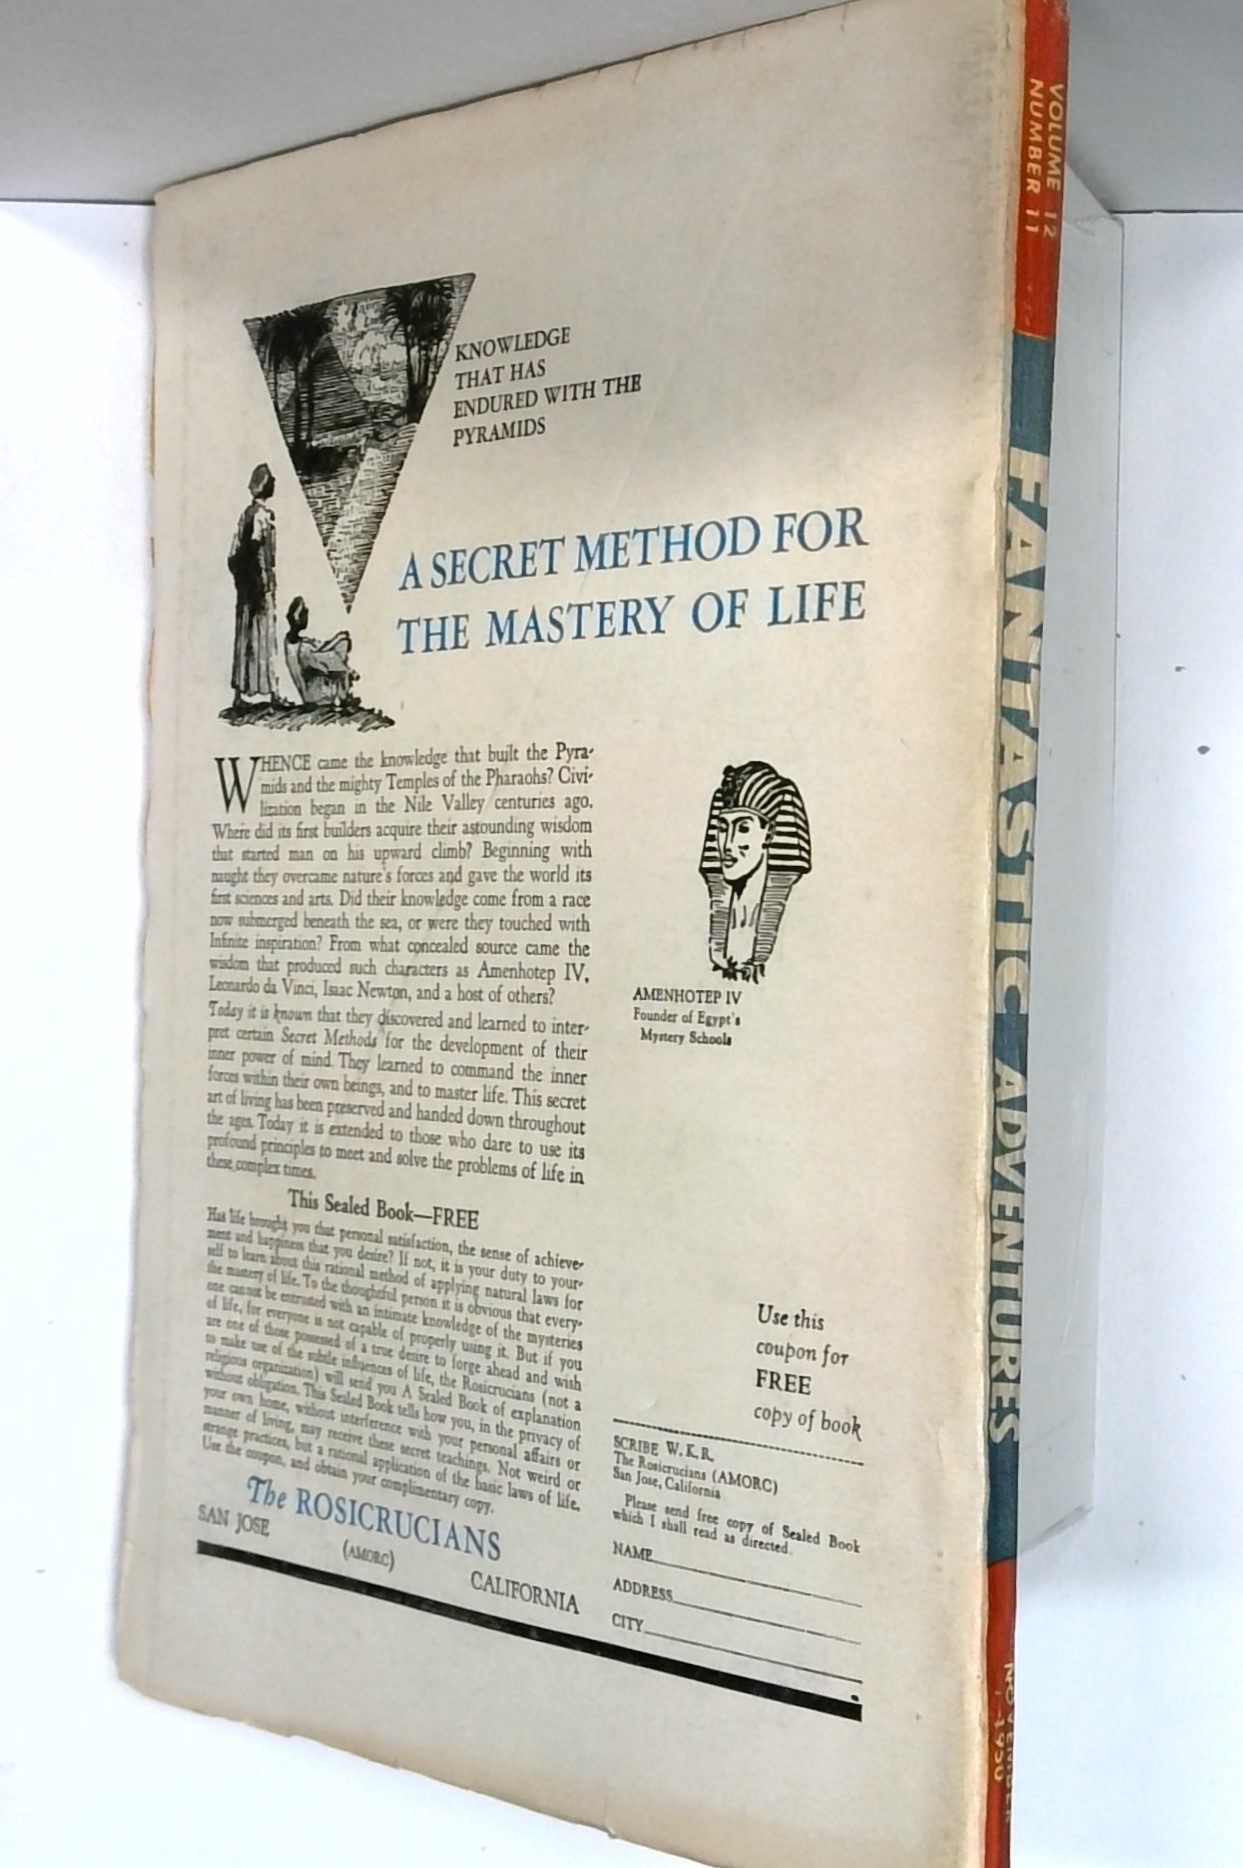 KNOWLEDGE
THAT HAS
ENDURED WITH THE
PYRAMIDS
A SECRET METHOD FOR
THE MASTERY OF LIFE
WHENCE came the knowledge that built the Pyra-
mids and the mighty Temples of the Pharaohs? Civi-
lization began in the Nile Valley centuries ago.
Where did its first builders acquire their astounding wisdom
that started man on his upward climb? Beginning with
naught they overcame nature's forces and gave the world its
first sciences and arts. Did their knowledge come from a race
now submerged beneath the sea, or were they touched with
Infinite inspiration? From what concealed source came the
wisdom that produced such characters as Amenhotep IV,
Leonardo da Vinci, Isaac Newton, and a host of others?
Today it is known that they discovered and learned to inter-
pret certain Secret Methods for the development of their
inner power of mind. They learned to command the inner
forces within their own beings, and to master life. This secret
art of living has been preserved and handed down throughout
the ages. Today it is extended to those who dare to use its
profound principles to meet and solve the problems of life in
these complex times.
This Sealed Book—FREE
Has life brought you that personal satisfaction, the sense of achieve-
ment and happiness that you desire? If not, it is your duty to your-
self to learn about this rational method of applying natural laws for
the mastery of life. To the thoughtful person it is obvious that every-
one cannot be entrusted with an intimate knowledge of the mysteries
of life, for everyone is not capable of properly using it. But if you
are one of those possessed of a true desire to forge ahead and wish
to make use of the subtle influences of life, the Rosicrucians (not a
religious organization) will send you A Sealed Book of explanation
without obligation. This Sealed Book tells how you, in the privacy of
your own home, without interference with your personal affairs or
manner of living, may receive these secret teachings. Not weird or
strange practices, but a rational application of the basic laws of life.
Use the coupon, and obtain your complimentary copy.
The ROSICRUCIANS
SAN JOSE
(AMORC)
CALIFORNIA
AMENHOTEP IV
Founder of Egypt's
Mystery Schools
Use this
coupon for
FREE
copy of book
SCRIBE W.K.R.
The Rosicrucians (AMORC)
San Jose, California
Please send free copy of Sealed Book
which I shall read as directed.
NAME
ADDRESS
CITY
VOLUME 12
NUMBER 11
FANTASTIC ADVENTURES
NOVEMBER
1950